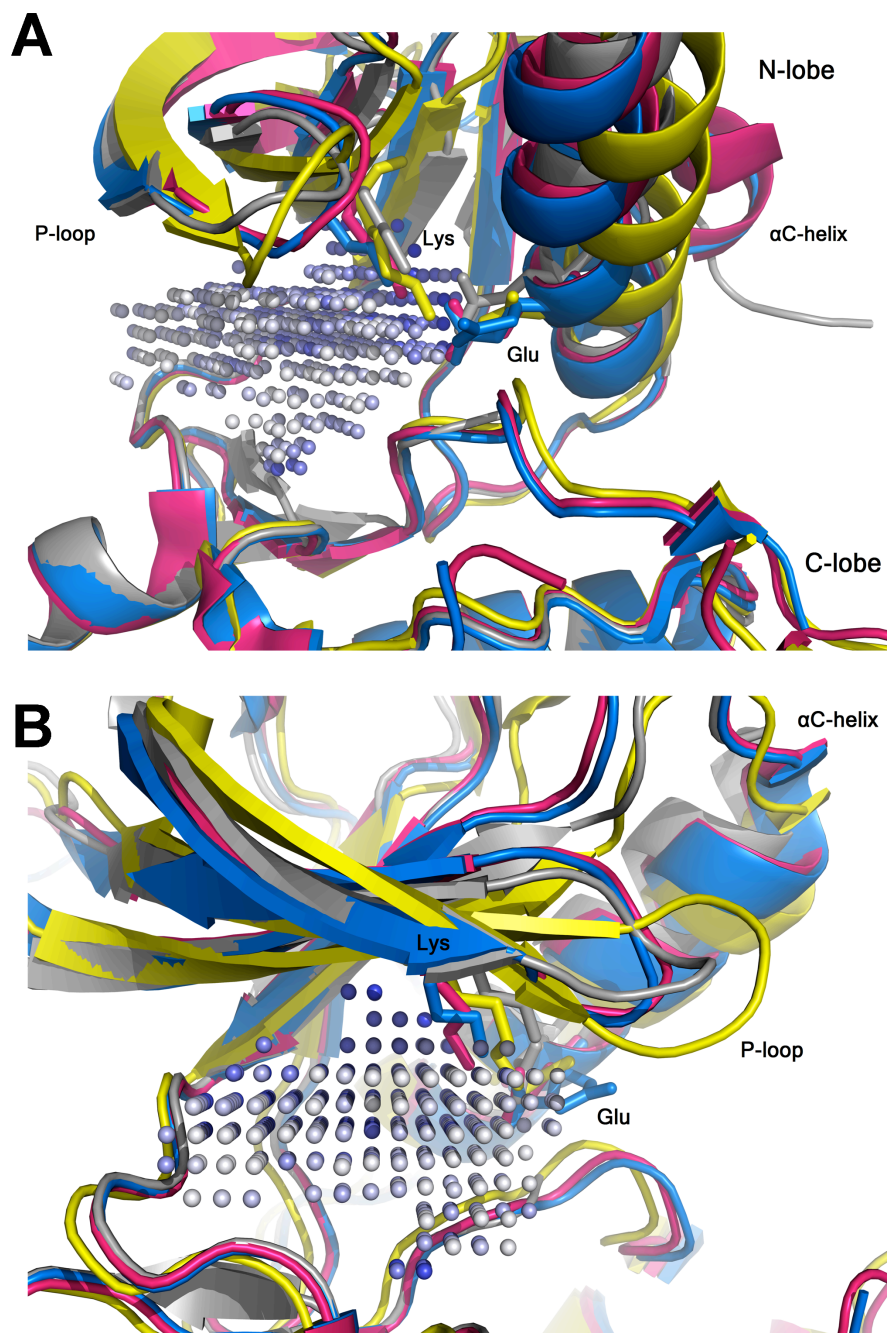 A
N-lobe
P-loop
Lys
αC-helix
Glu
C-lobe
B
αC-helix
Lys
P-loop
Glu